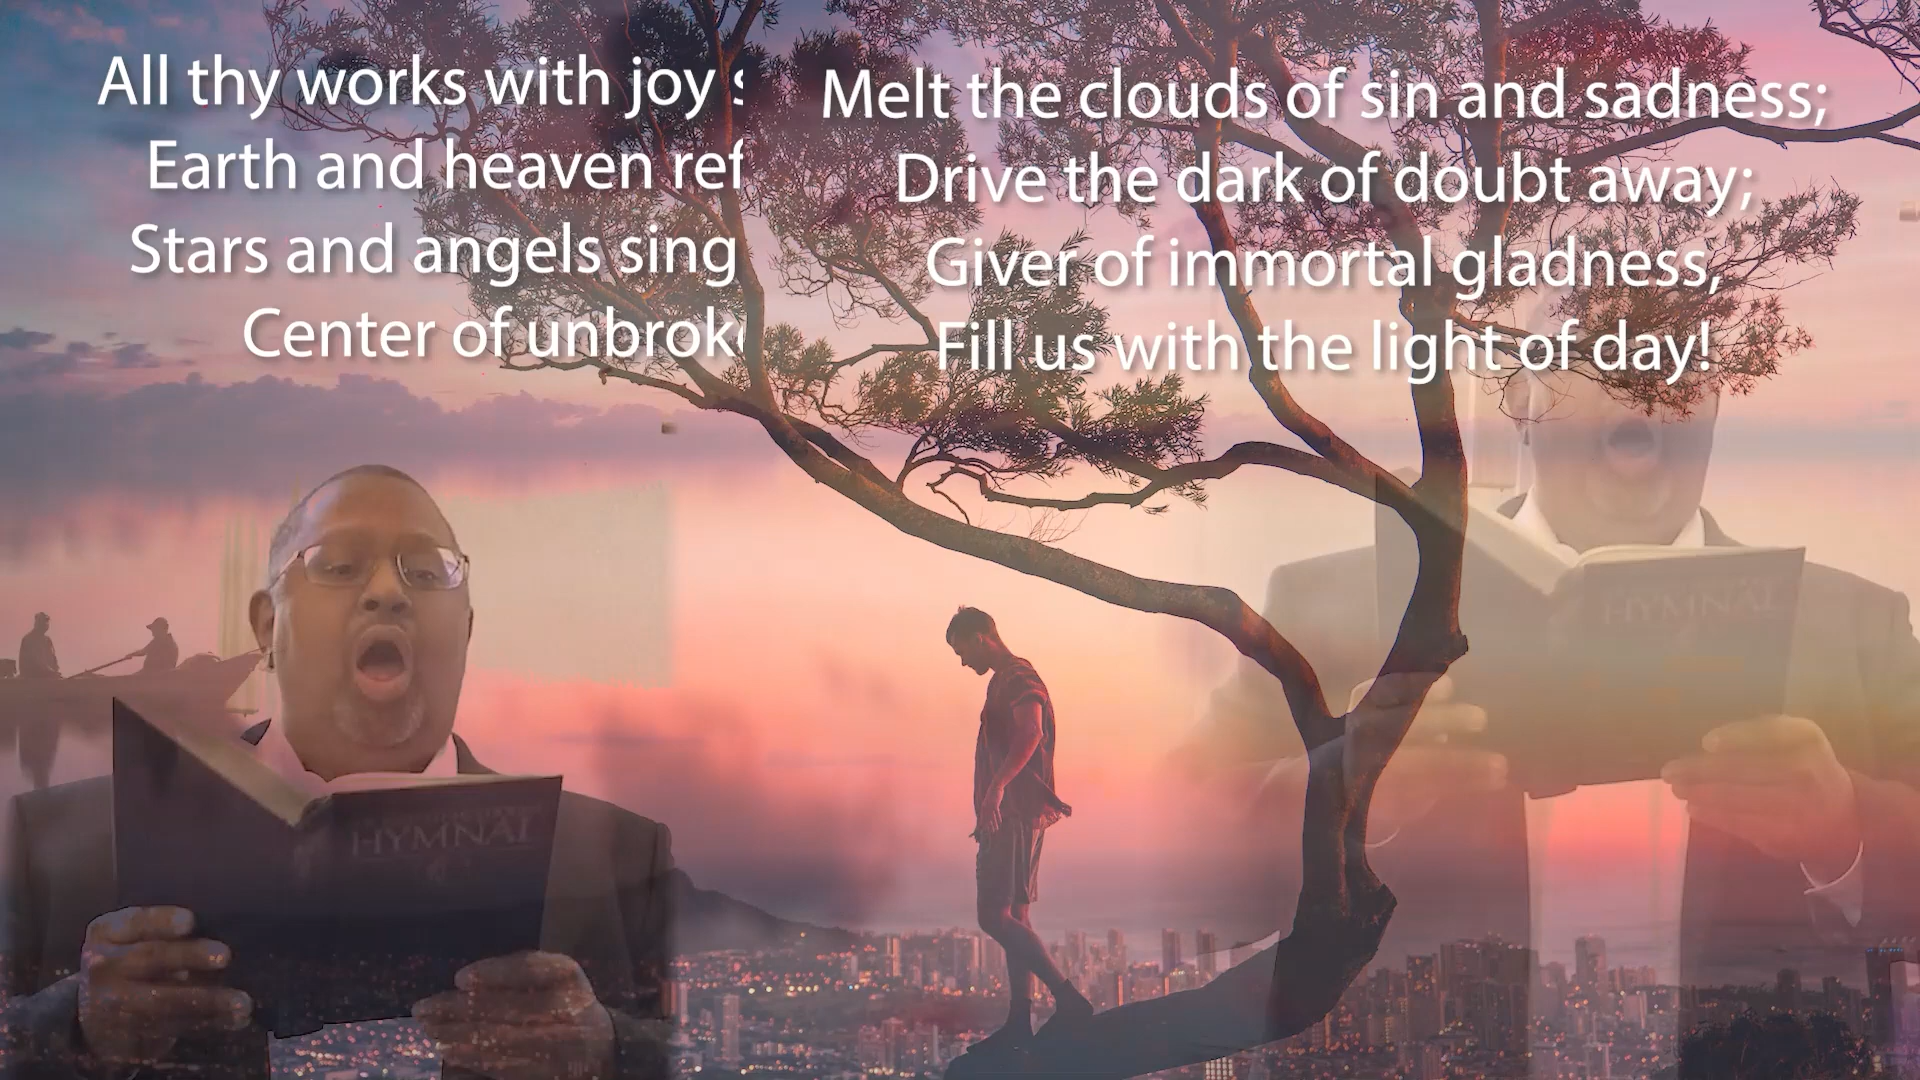 All thy works with joy s
Earth and heaven ref
Stars and angels sing
Center of unbrok
Melt the clouds of sin and sadness;
Drive the dark of doubt away;
Giver of immortal gladness,
Fill us with the light of day!
HYMNAL
HYMNAL